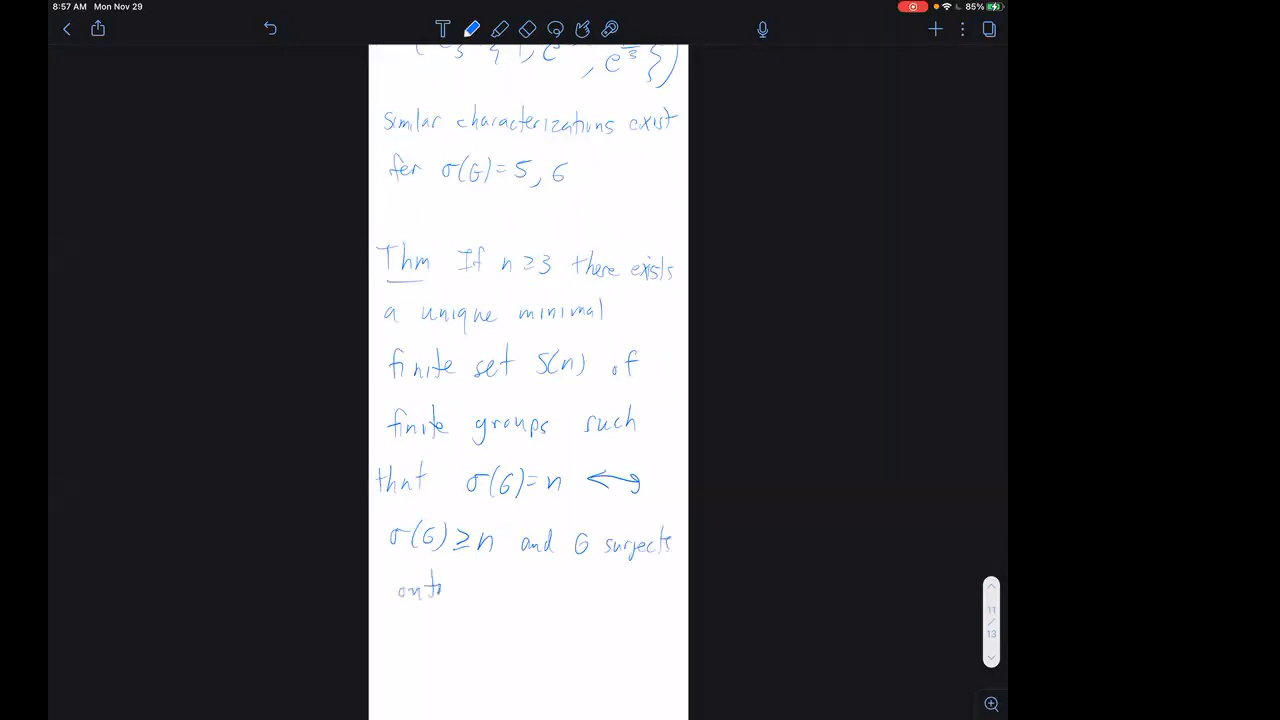 8:57 AM Mon Nov 29
85%
T
Similar characterizations exist
for σ(G)=5, 6
Thm If n≥3 there exists
a unique minimal
finite set S(n) of
finite groups such
that σ(G)=n ⟷
σ(G)≥n and G surjects
onto
11
/
13